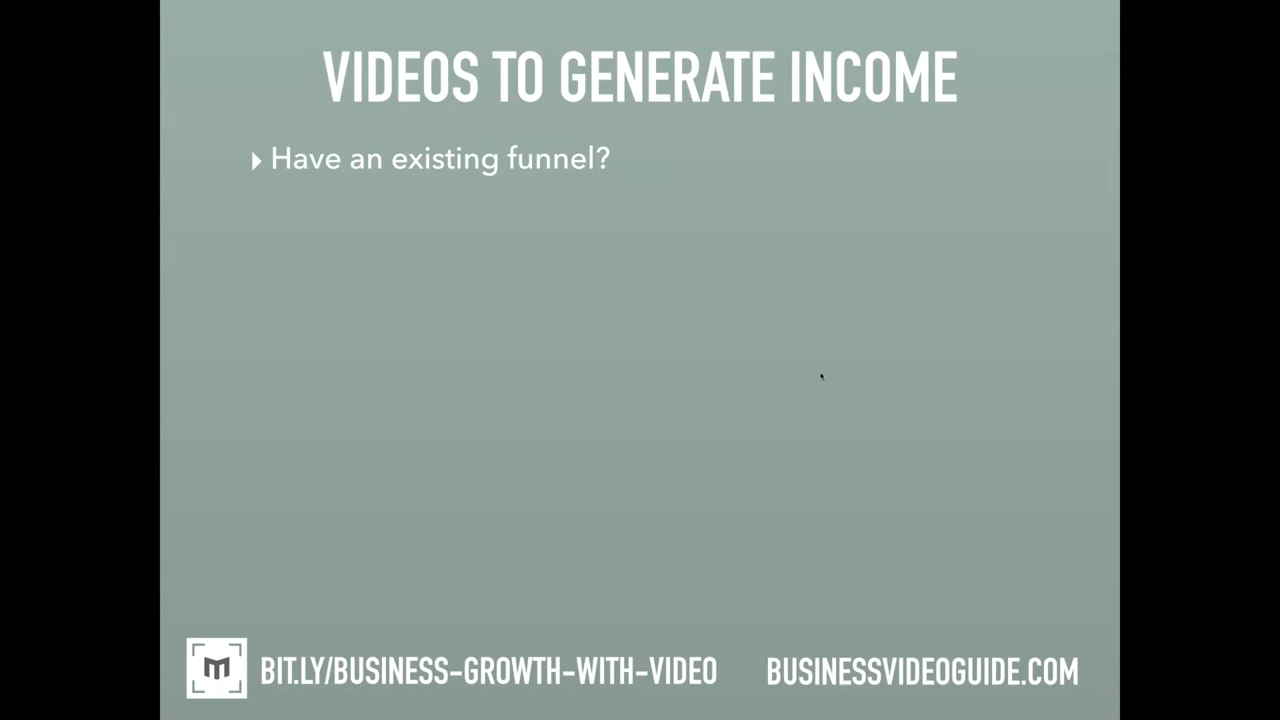 VIDEOS TO GENERATE INCOME
Have an existing funnel?
BIT.LY/BUSINESS-GROWTH-WITH-VIDEO BUSINESSVIDEOGUIDE.COM